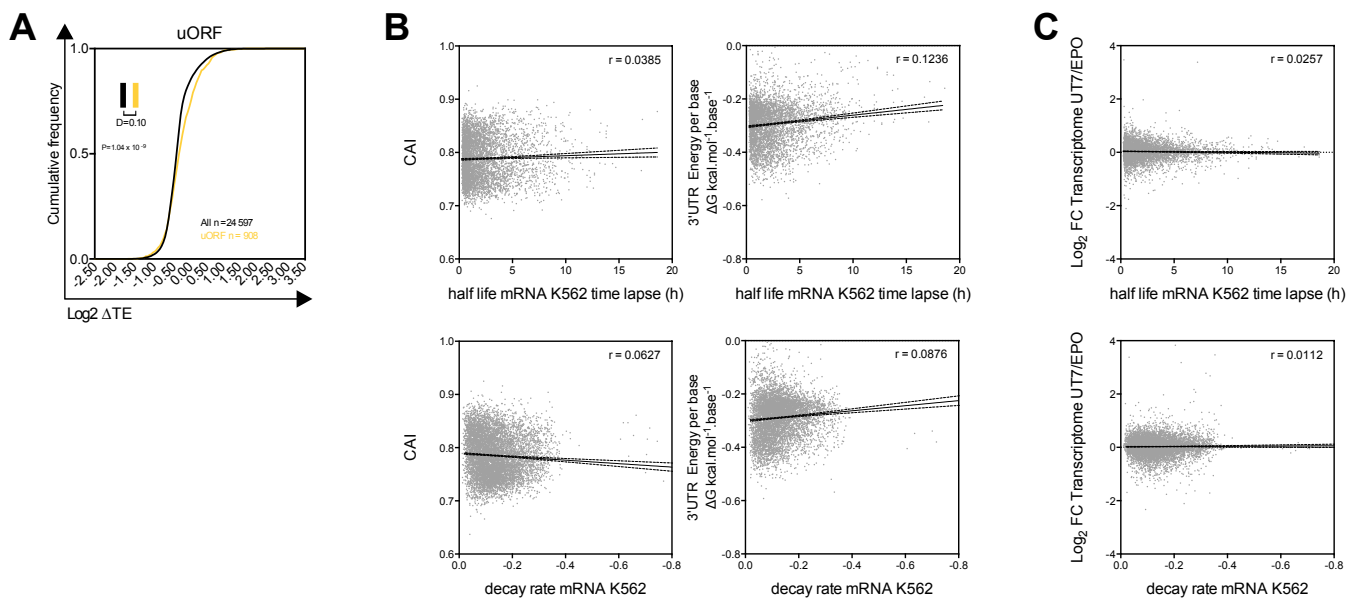 A
uORF
Cumulative frequency
1.0
0.5
0.0
D=0.10
P=1.04 x 10⁻⁹
All n=24 597
uORF n= 908
-2.50
-2.00
-1.50
-1.00
-0.50
0.00
0.50
1.00
1.50
2.00
2.50
3.00
3.50
Log2 ΔTE
B
r = 0.0385
CAI
1.0
0.9
0.8
0.7
0.6
0 5 10 15 20
half life mRNA K562 time lapse (h)
r = 0.1236
3'UTR Energy per base
ΔG kcal.mol⁻¹.base⁻¹
0.0
-0.2
-0.4
-0.6
-0.8
0 5 10 15 20
half life mRNA K562 time lapse (h)
r = 0.0627
CAI
1.0
0.9
0.8
0.7
0.6
0.0 -0.2 -0.4 -0.6 -0.8
decay rate mRNA K562
r = 0.0876
3'UTR Energy per base
ΔG kcal.mol⁻¹.base⁻¹
0.0
-0.2
-0.4
-0.6
-0.8
0.0 -0.2 -0.4 -0.6 -0.8
decay rate mRNA K562
C
r = 0.0257
Log₂ FC Transcriptome UT7/EPO
4
2
0
-2
-4
0 5 10 15 20
half life mRNA K562 time lapse (h)
r = 0.0112
Log₂ FC Transcriptome UT7/EPO
4
2
0
-2
-4
0.0 -0.2 -0.4 -0.6 -0.8
decay rate mRNA K562